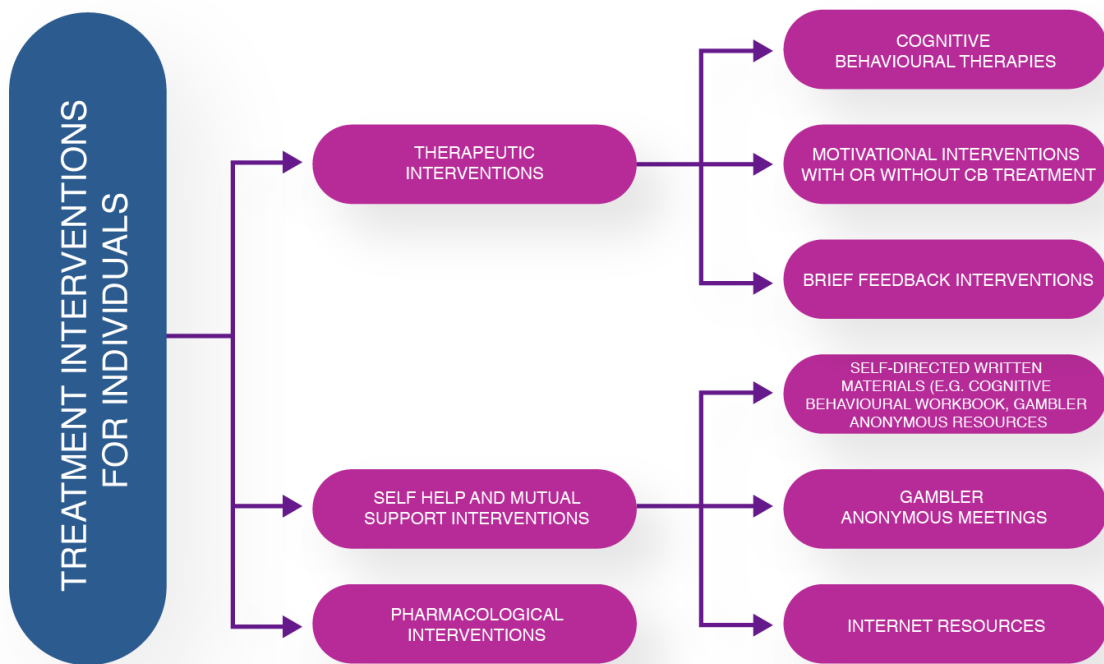 TREATMENT INTERVENTIONS
FOR INDIVIDUALS
THERAPEUTIC
INTERVENTIONS
COGNITIVE
BEHAVIOURAL THERAPIES
MOTIVATIONAL INTERVENTIONS
WITH OR WITHOUT CB TREATMENT
BRIEF FEEDBACK INTERVENTIONS
SELF HELP AND MUTUAL
SUPPORT INTERVENTIONS
SELF-DIRECTED WRITTEN
MATERIALS (E.G. COGNITIVE
BEHAVIOURAL WORKBOOK, GAMBLER
ANONYMOUS RESOURCES
GAMBLER
ANONYMOUS MEETINGS
INTERNET RESOURCES
PHARMACOLOGICAL
INTERVENTIONS